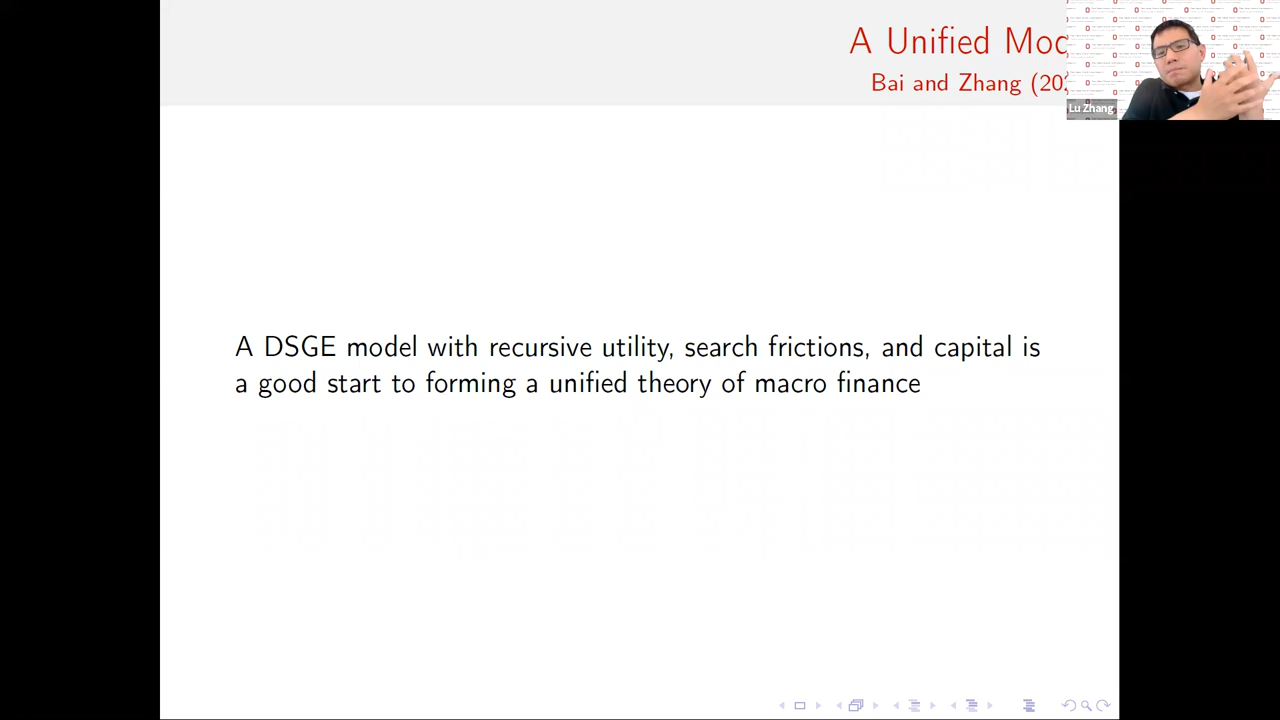 A Unified Mod
Bai and Zhang (20
Lu Zhang
A DSGE model with recursive utility, search frictions, and capital is
a good start to forming a unified theory of macro finance